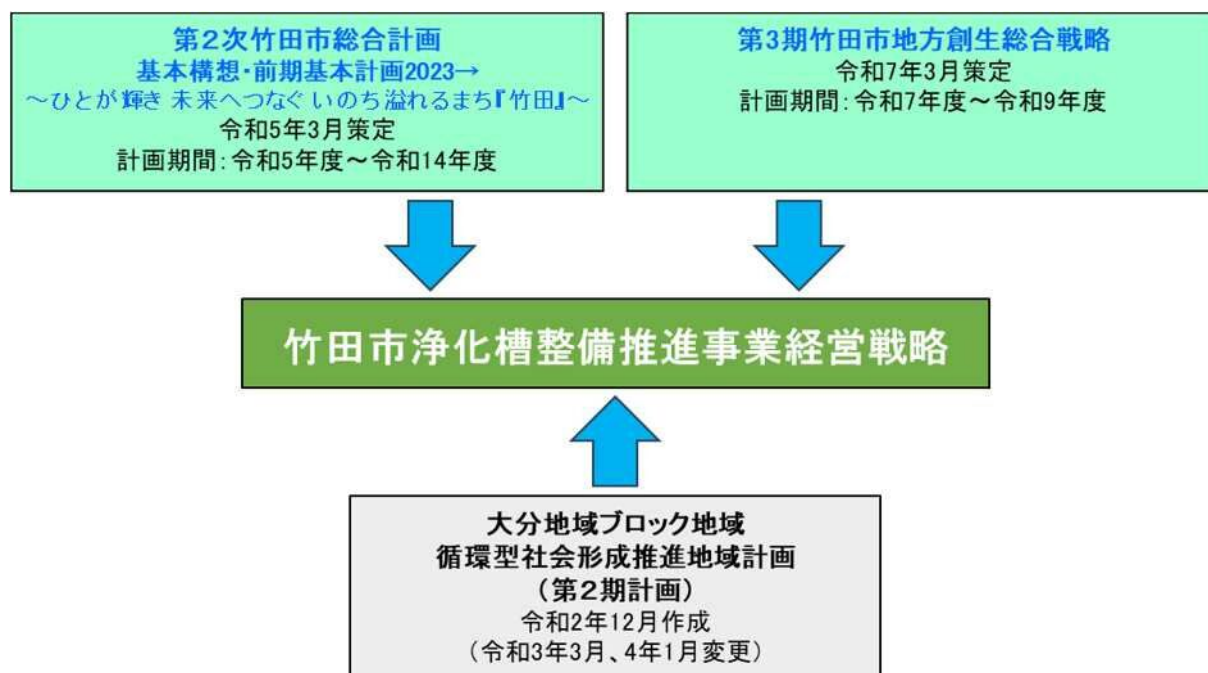 第2次竹田市総合計画
基本構想・前期基本計画2023→
～ひとが輝き 未来へつなぐ いのち溢れるまち『竹田』～
令和5年3月策定
計画期間：令和5年度～令和14年度
第3期竹田市地方創生総合戦略
令和7年3月策定
計画期間：令和7年度～令和9年度
竹田市浄化槽整備推進事業経営戦略
大分地域ブロック地域
循環型社会形成推進地域計画
（第2期計画）
令和2年12月作成
（令和3年3月、4年1月変更）